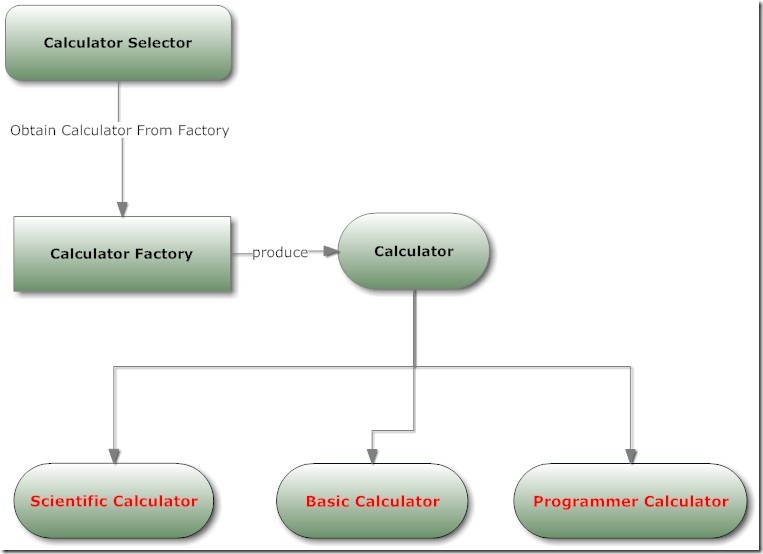 Calculator Selector
Obtain Calculator From Factory
Calculator Factory
produce
Calculator
Scientific Calculator
Basic Calculator
Programmer Calculator